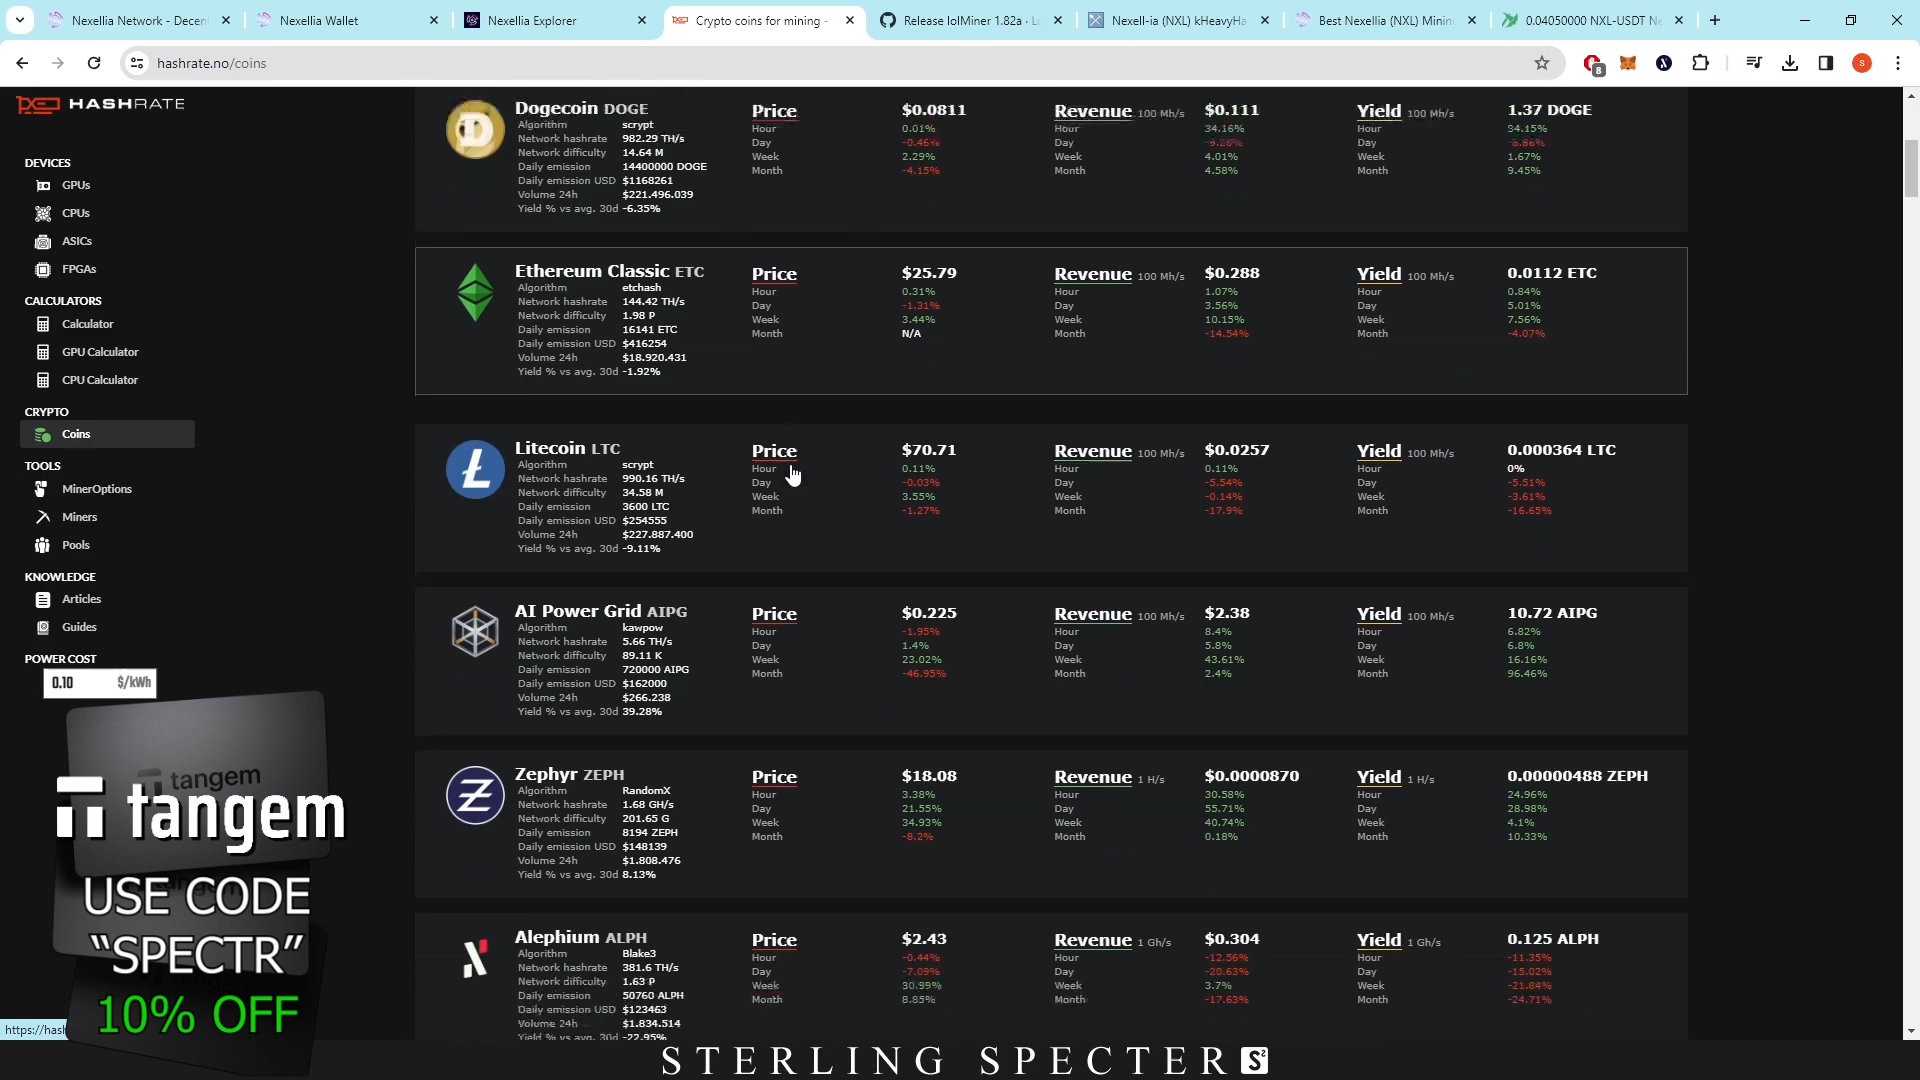 Nexellia Network - Decen
Nexellia Wallet
Nexellia Explorer
Crypto coins for mining -
Release lolMiner 1.82a · Lo
Nexell-ia (NXL) kHeavyHa
Best Nexellia (NXL) Minin
0.04050000 NXL-USDT Ne
hashrate.no/coins
8
S
HASHRATE
DEVICES
GPUs
CPUs
ASICs
FPGAs
CALCULATORS
Calculator
GPU Calculator
CPU Calculator
CRYPTO
Coins
TOOLS
MinerOptions
Miners
Pools
KNOWLEDGE
Articles
Guides
POWER COST
0.10 $/kWh
tangem
tangem
USE CODE
“SPECTR”
10% OFF
https://hash
Dogecoin DOGE
Algorithm scrypt
Network hashrate 982.29 TH/s
Network difficulty 14.64 M
Daily emission 14400000 DOGE
Daily emission USD $1168261
Volume 24h $221.496.039
Yield % vs avg. 30d -6.35%
Price $0.0811
Hour 0.01%
Day -0.46%
Week 2.29%
Month -4.15%
Revenue 100 Mh/s $0.111
Hour 34.16%
Day -9.28%
Week 4.01%
Month 4.58%
Yield 100 Mh/s 1.37 DOGE
Hour 34.15%
Day -8.86%
Week 1.67%
Month 9.45%
Ethereum Classic ETC
Algorithm etchash
Network hashrate 144.42 TH/s
Network difficulty 1.98 P
Daily emission 16141 ETC
Daily emission USD $416254
Volume 24h $18.920.431
Yield % vs avg. 30d -1.92%
Price $25.79
Hour 0.31%
Day -1.31%
Week 3.44%
Month N/A
Revenue 100 Mh/s $0.288
Hour 1.07%
Day 3.56%
Week 10.15%
Month -14.54%
Yield 100 Mh/s 0.0112 ETC
Hour 0.84%
Day 5.01%
Week 7.56%
Month -4.07%
Litecoin LTC
Algorithm scrypt
Network hashrate 990.16 TH/s
Network difficulty 34.58 M
Daily emission 3600 LTC
Daily emission USD $254555
Volume 24h $227.887.400
Yield % vs avg. 30d -9.11%
Price $70.71
Hour 0.11%
Day -0.03%
Week 3.55%
Month -1.27%
Revenue 100 Mh/s $0.0257
Hour 0.11%
Day -5.54%
Week -0.14%
Month -17.9%
Yield 100 Mh/s 0.000364 LTC
Hour 0%
Day -5.51%
Week -3.61%
Month -16.65%
AI Power Grid AIPG
Algorithm kawpow
Network hashrate 5.66 TH/s
Network difficulty 89.11 K
Daily emission 720000 AIPG
Daily emission USD $162000
Volume 24h $266.238
Yield % vs avg. 30d 39.28%
Price $0.225
Hour -1.95%
Day 1.4%
Week 23.02%
Month -46.95%
Revenue 100 Mh/s $2.38
Hour 8.4%
Day 5.8%
Week 43.61%
Month 2.4%
Yield 100 Mh/s 10.72 AIPG
Hour 6.82%
Day 6.8%
Week 16.16%
Month 96.46%
Zephyr ZEPH
Algorithm RandomX
Network hashrate 1.68 GH/s
Network difficulty 201.65 G
Daily emission 8194 ZEPH
Daily emission USD $148139
Volume 24h $1.808.476
Yield % vs avg. 30d 8.13%
Price $18.08
Hour 3.38%
Day 21.55%
Week 34.93%
Month -8.2%
Revenue 1 H/s $0.0000870
Hour 30.58%
Day 55.71%
Week 40.74%
Month 0.18%
Yield 1 H/s 0.00000488 ZEPH
Hour 24.96%
Day 28.98%
Week 4.1%
Month 10.33%
Alephium ALPH
Algorithm Blake3
Network hashrate 381.6 TH/s
Network difficulty 1.63 P
Daily emission 50760 ALPH
Daily emission USD $123463
Volume 24h $1.834.514
Yield % vs avg. 30d -22.95%
Price $2.43
Hour -0.44%
Day -7.09%
Week 30.99%
Month 8.85%
Revenue 1 Gh/s $0.304
Hour -12.56%
Day -20.63%
Week 3.7%
Month -17.63%
Yield 1 Gh/s 0.125 ALPH
Hour -11.35%
Day -15.02%
Week -21.84%
Month -24.71%
STERLING SPECTER S²